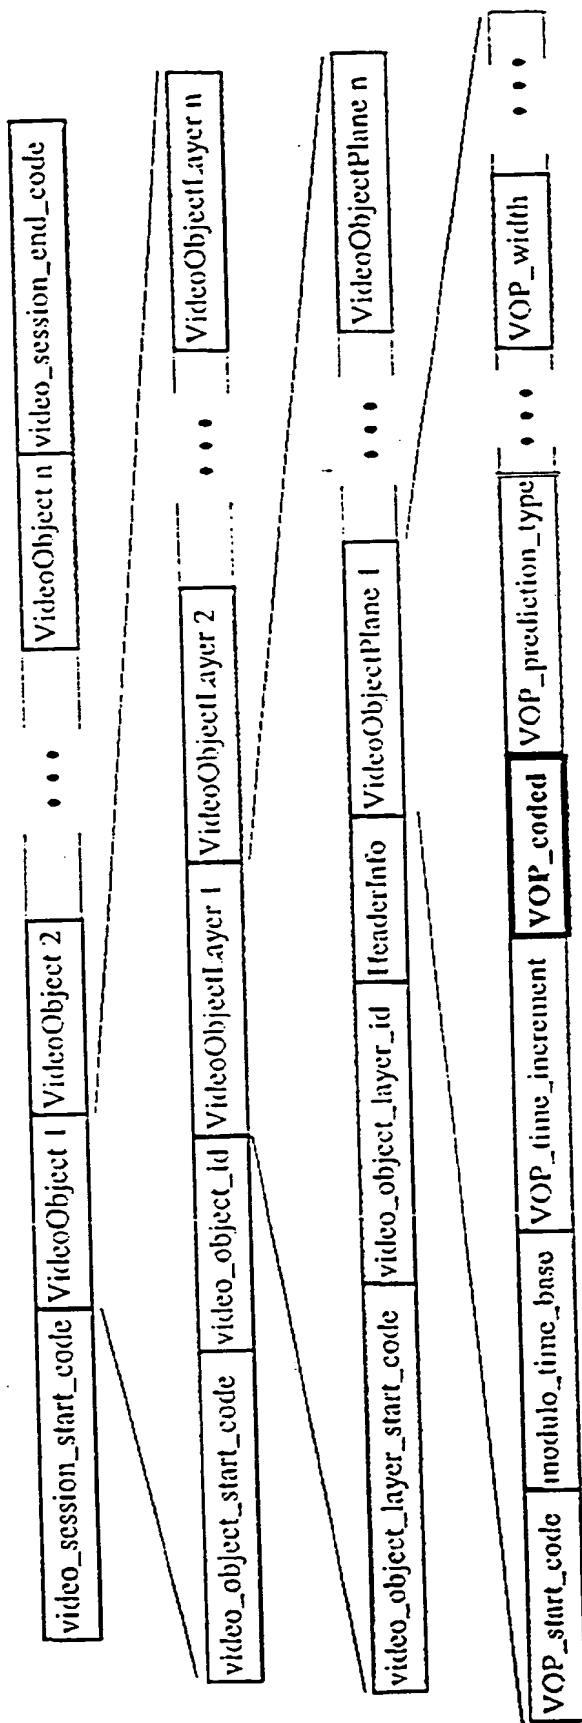 video_session_start_code VideoObject 1 VideoObject 2 • • • VideoObject n video_session_end_code
video_object_start_code video_object_id VideoObjectLayer 1 VideoObjectLayer 2 • • • VideoObjectLayer n
video_object_layer_start_code video_object_layer_id HeaderInfo VideoObjectPlane 1 • • • VideoObjectPlane n
VOP_start_code modulo_time_base VOP_time_increment VOP_coded VOP_prediction_type • • • VOP_width • • •